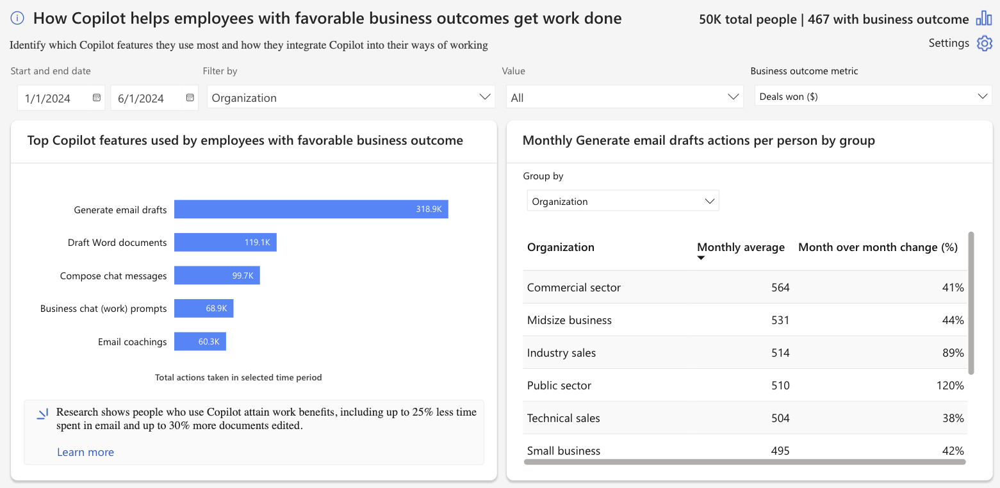 How Copilot helps employees with favorable business outcomes get work done
50K total people | 467 with business outcome
Identify which Copilot features they use most and how they integrate Copilot into their ways of working
Settings
Start and end date
Filter by
Value
Business outcome metric
1/1/2024
6/1/2024
Organization
All
Deals won ($)
Top Copilot features used by employees with favorable business outcome
Generate email drafts 318.9K
Draft Word documents 119.1K
Compose chat messages 99.7K
Business chat (work) prompts 68.9K
Email coachings 60.3K
Total actions taken in selected time period
Research shows people who use Copilot attain work benefits, including up to 25% less time
spent in email and up to 30% more documents edited.
Learn more
Monthly Generate email drafts actions per person by group
Group by
Organization
Organization Monthly average Month over month change (%)
Commercial sector 564 41%
Midsize business 531 44%
Industry sales 514 89%
Public sector 510 120%
Technical sales 504 38%
Small business 495 42%